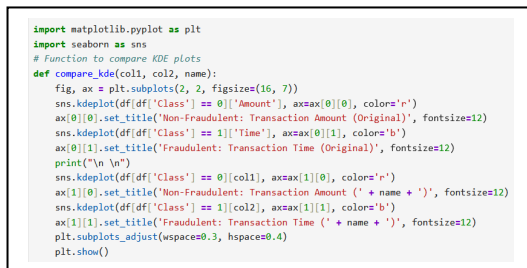 import matplotlib.pyplot as plt
import seaborn as sns
# Function to compare KDE plots
def compare_kde(col1, col2, name):
    fig, ax = plt.subplots(2, 2, figsize=(16, 7))
    sns.kdeplot(df[df['Class'] == 0]['Amount'], ax=ax[0][0], color='r')
    ax[0][0].set_title('Non-Fraudulent: Transaction Amount (Original)', fontsize=12)
    sns.kdeplot(df[df['Class'] == 1]['Time'], ax=ax[0][1], color='b')
    ax[0][1].set_title('Fraudulent: Transaction Time (Original)', fontsize=12)
    print("\n \n")
    sns.kdeplot(df[df['Class'] == 0][col1], ax=ax[1][0], color='r')
    ax[1][0].set_title('Non-Fraudulent: Transaction Amount (' + name + ')', fontsize=12)
    sns.kdeplot(df[df['Class'] == 1][col2], ax=ax[1][1], color='b')
    ax[1][1].set_title('Fraudulent: Transaction Time (' + name + ')', fontsize=12)
    plt.subplots_adjust(wspace=0.3, hspace=0.4)
    plt.show()